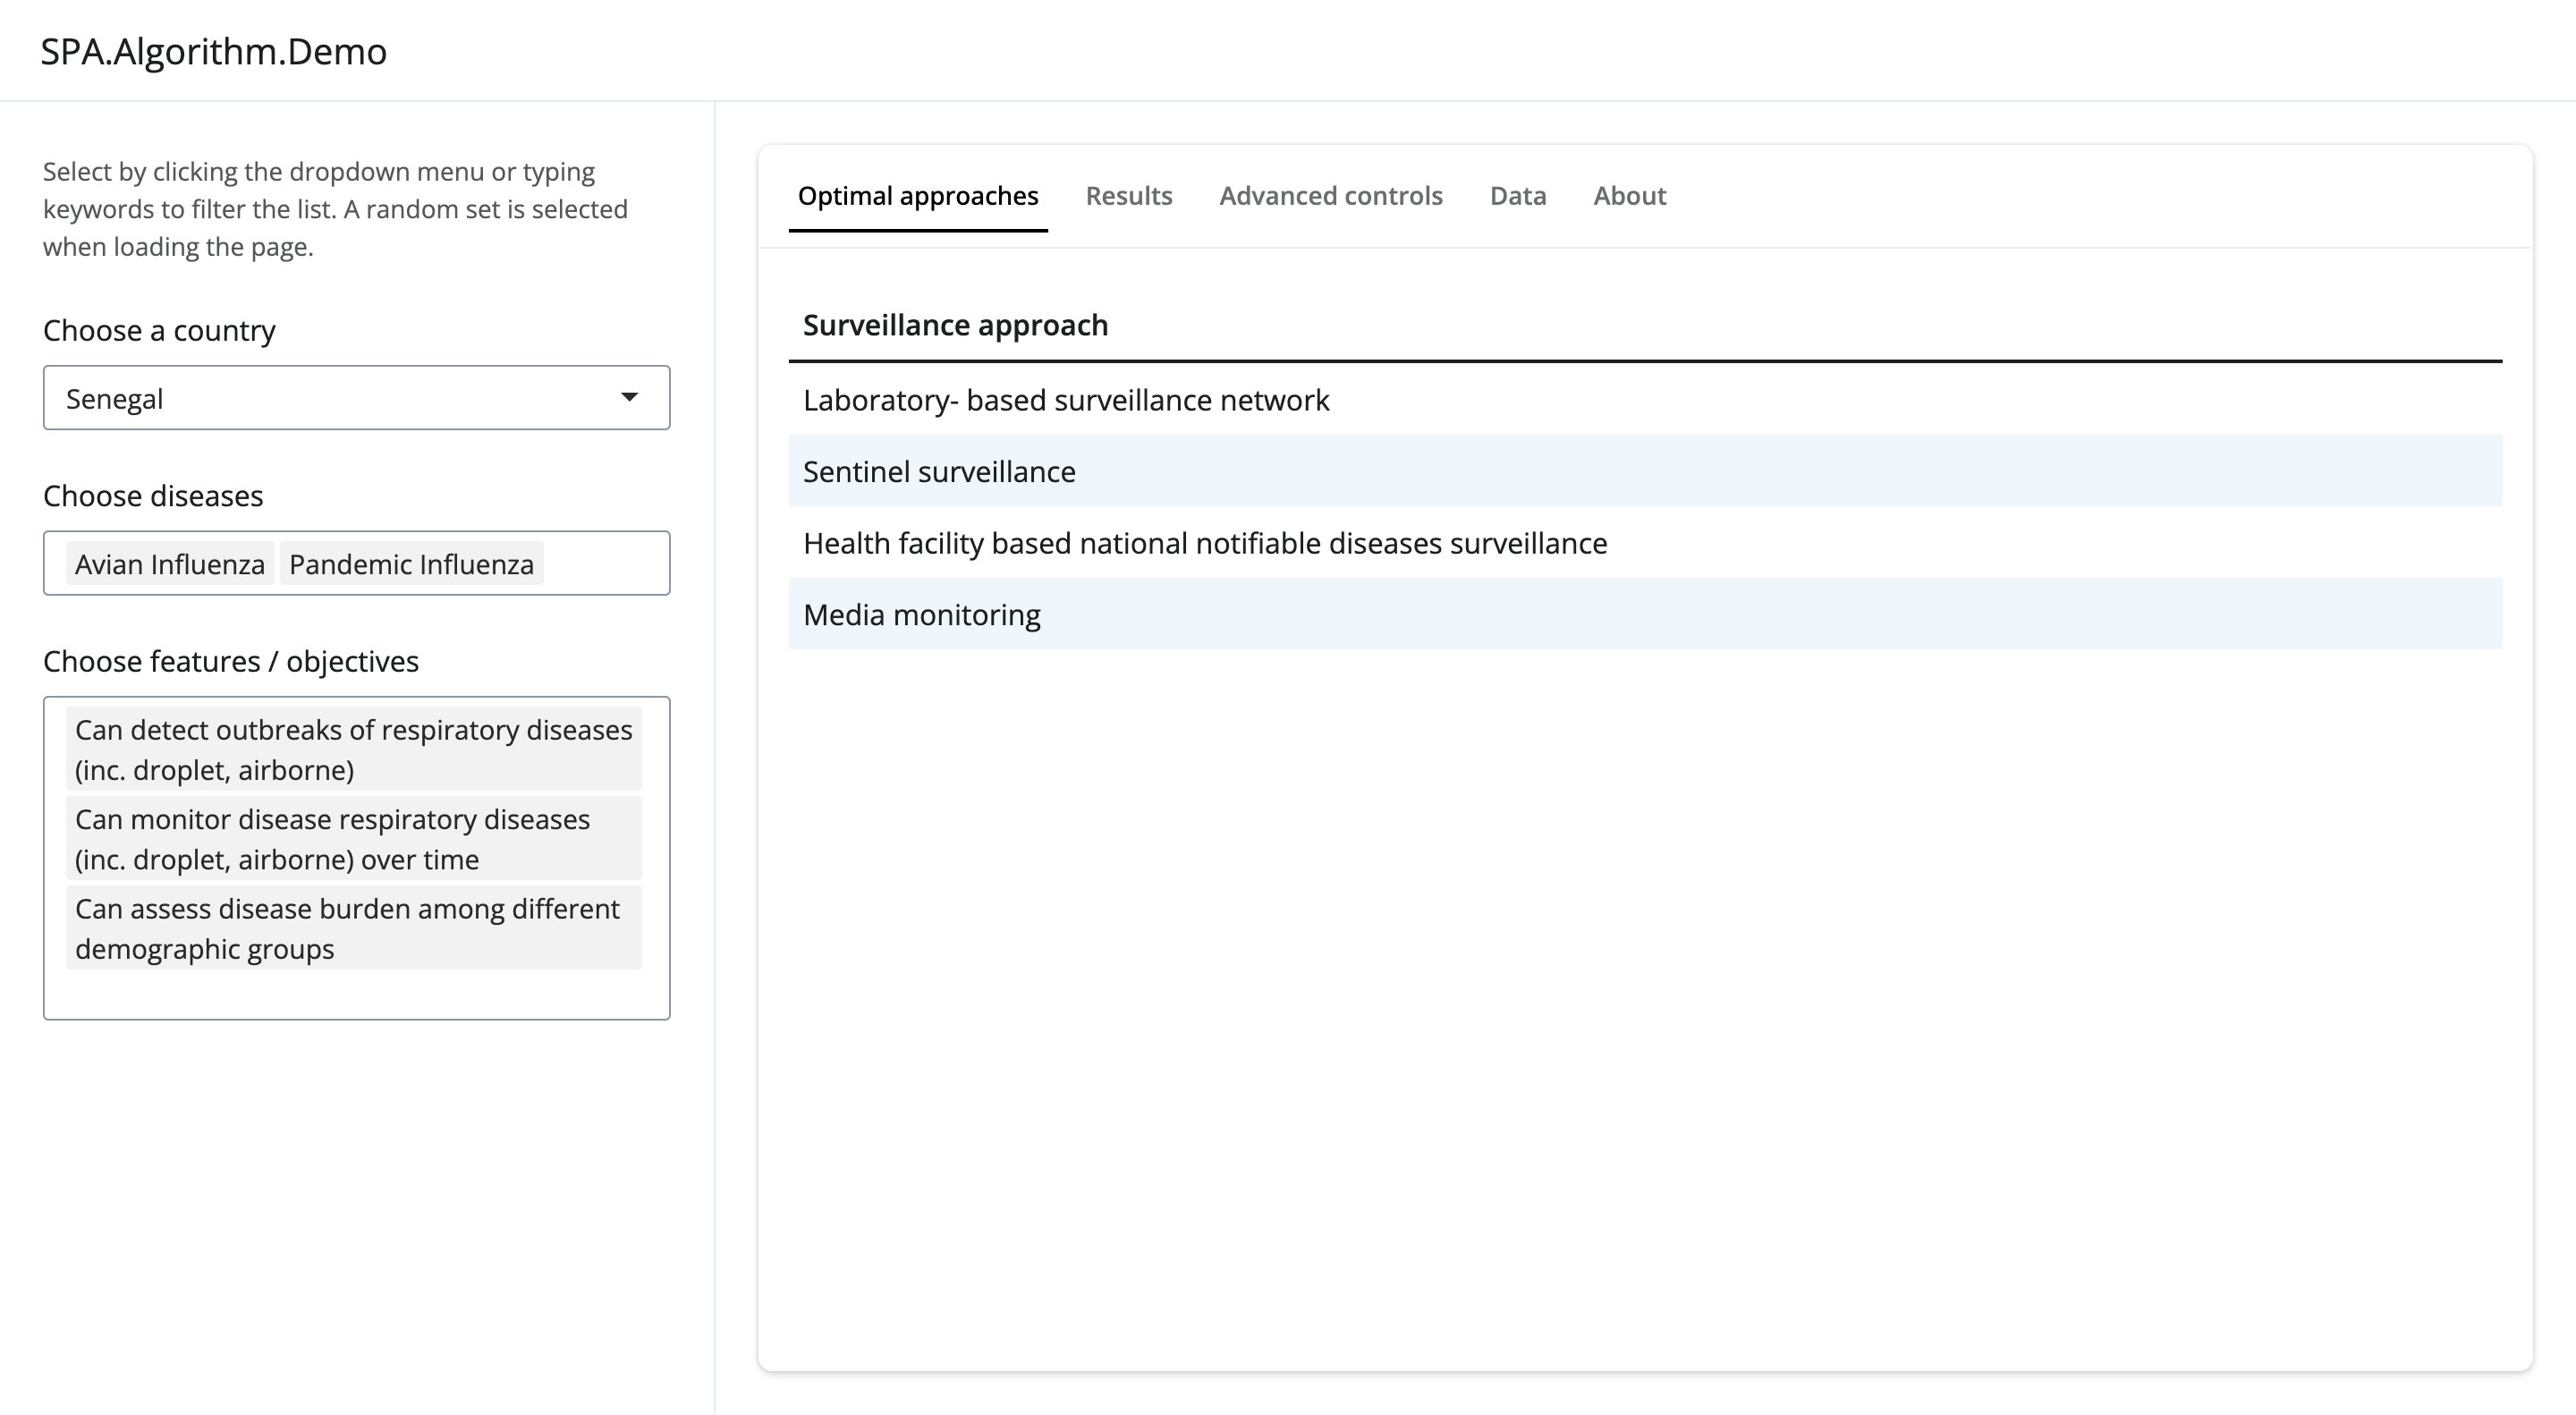 SPA.Algorithm.Demo
Select by clicking the dropdown menu or typing
keywords to filter the list. A random set is selected
when loading the page.
Choose a country
Senegal
Choose diseases
Avian Influenza Pandemic Influenza
Choose features / objectives
Can detect outbreaks of respiratory diseases
(inc. droplet, airborne)
Can monitor disease respiratory diseases
(inc. droplet, airborne) over time
Can assess disease burden among different
demographic groups
Optimal approaches Results Advanced controls Data About
Surveillance approach
Laboratory- based surveillance network
Sentinel surveillance
Health facility based national notifiable diseases surveillance
Media monitoring